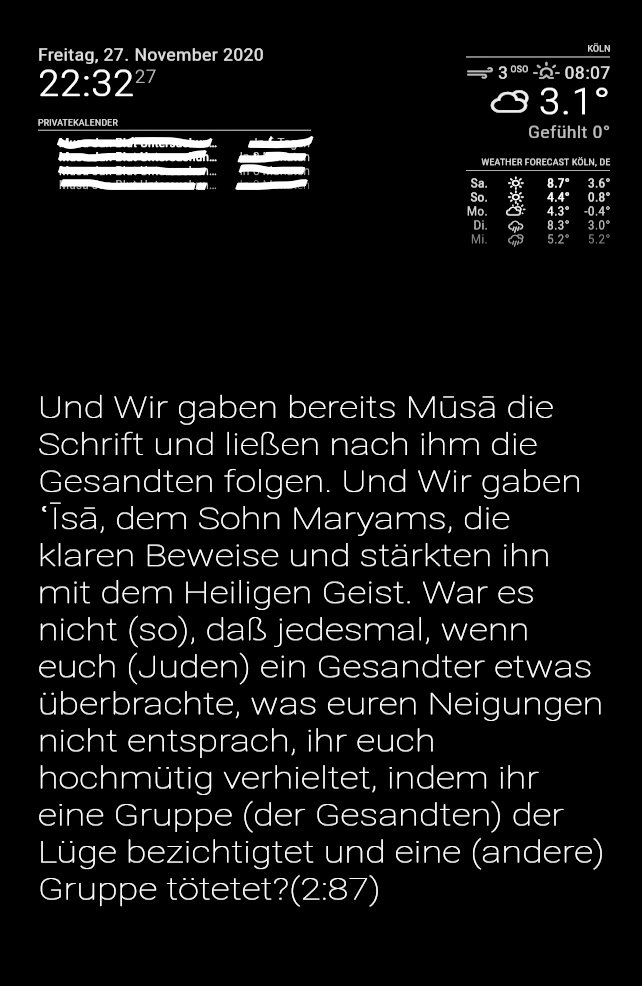 Freitag, 27. November 2020
22:32 27
PRIVATEKALENDER
KÖLN
3 OSO 08:07
3.1°
Gefühlt 0°
WEATHER FORECAST KÖLN, DE
Sa. 8.7° 3.6°
So. 4.4° 0.8°
Mo. 4.3° -0.4°
Di. 8.3° 3.0°
Mi. 5.2° 5.2°
Und Wir gaben bereits Mūsā die
Schrift und ließen nach ihm die
Gesandten folgen. Und Wir gaben
ʿĪsā, dem Sohn Maryams, die
klaren Beweise und stärkten ihn
mit dem Heiligen Geist. War es
nicht (so), daß jedesmal, wenn
euch (Juden) ein Gesandter etwas
überbrachte, was euren Neigungen
nicht entsprach, ihr euch
hochmütig verhieltet, indem ihr
eine Gruppe (der Gesandten) der
Lüge bezichtigtet und eine (andere)
Gruppe tötetet?(2:87)